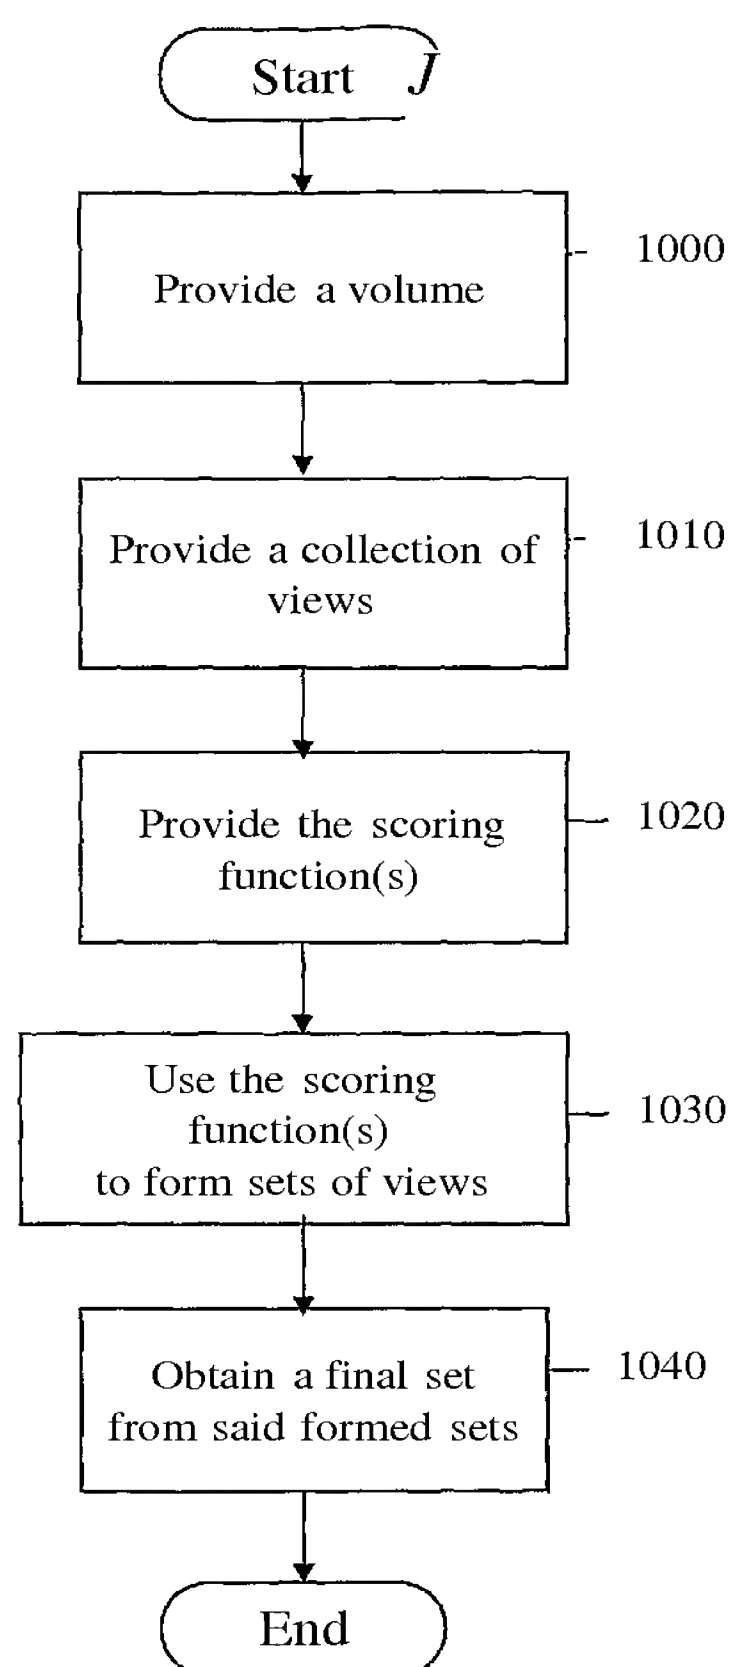 Start J
Provide a volume
1000
Provide a collection of
views
1010
Provide the scoring
function(s)
1020
Use the scoring
function(s)
to form sets of views
1030
Obtain a final set
from said formed sets
1040
End